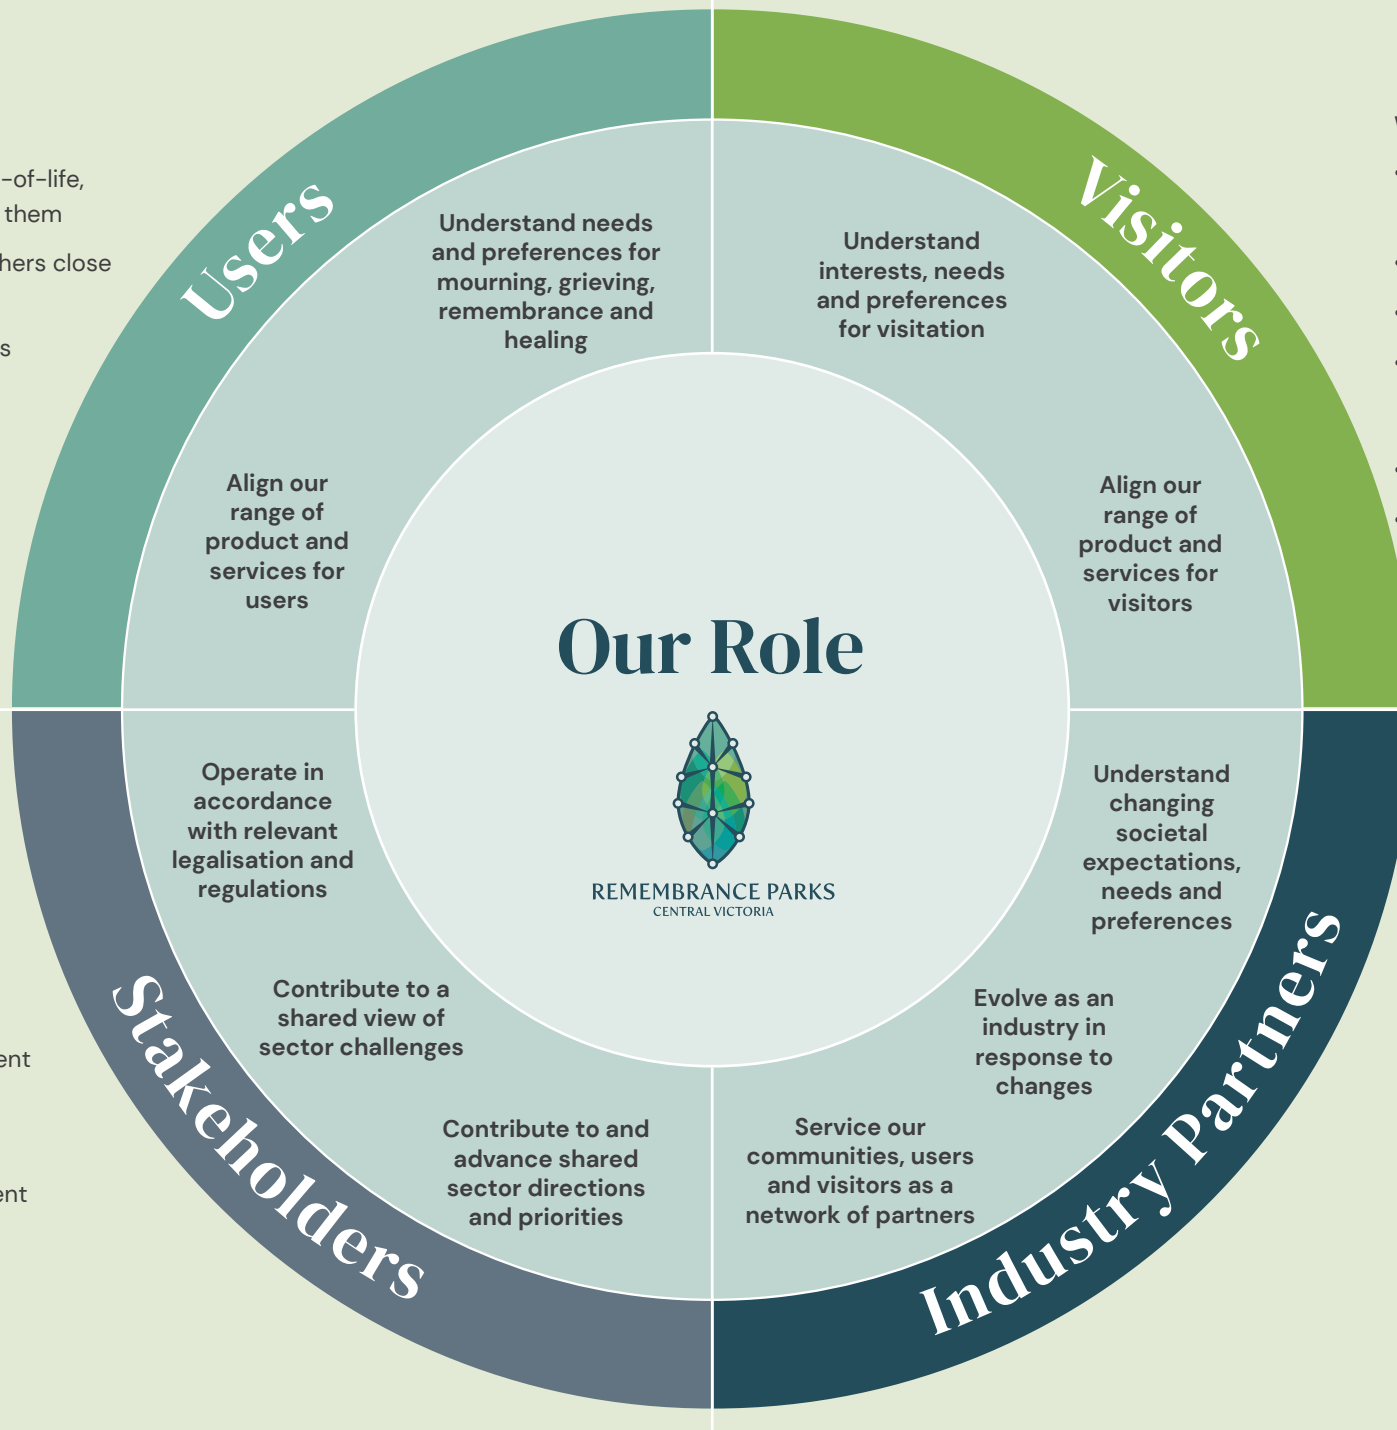 -of-life,
them
hers close
s
Users
Understand needs
and preferences for
mourning, grieving,
remembrance and
healing
Align our
range of
product and
services for
users
Visitors
Understand
interests, needs
and preferences
for visitation
Align our
range of
product and
services for
visitors
Our Role
REMEMBRANCE PARKS
CENTRAL VICTORIA
Stakeholders
Operate in
accordance
with relevant
legalisation and
regulations
Contribute to a
shared view of
sector challenges
Contribute to and
advance shared
sector directions
and priorities
Industry Partners
Understand
changing
societal
expectations,
needs and
preferences
Evolve as an
industry in
response to
changes
Service our
communities, users
and visitors as a
network of partners
ent
ent